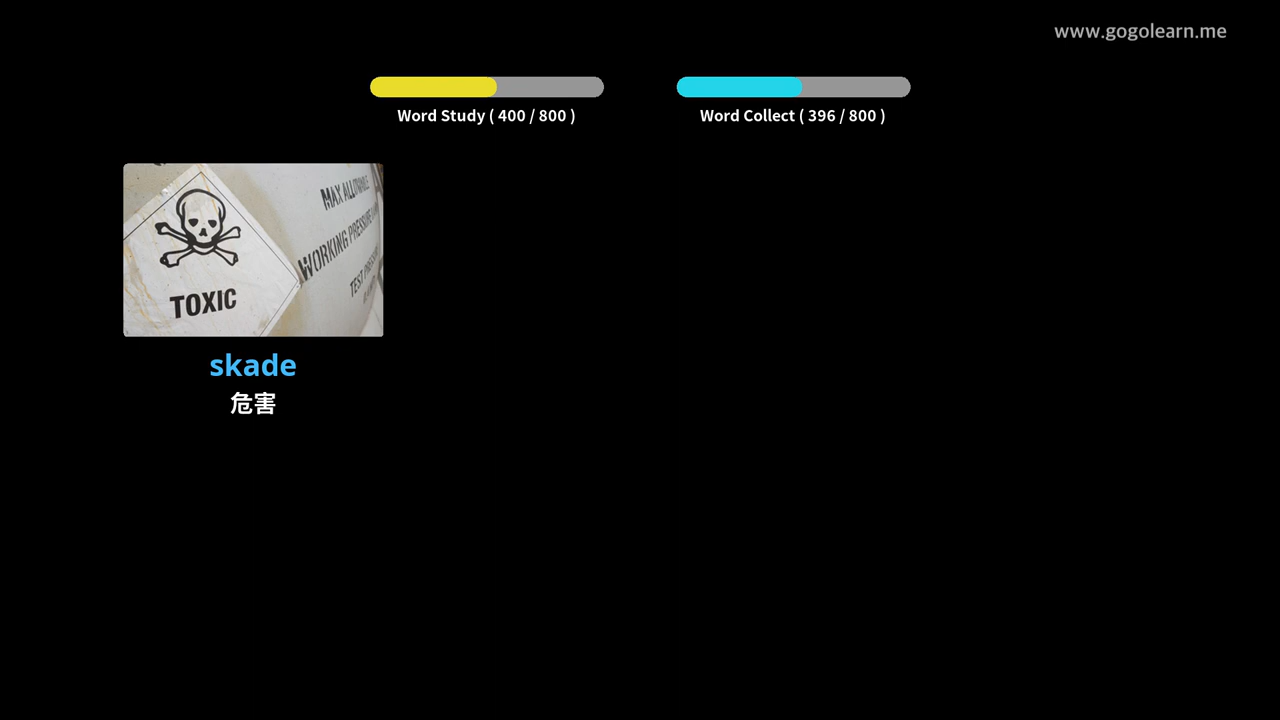 www.gogolearn.me
Word Study ( 400 / 800 )
Word Collect ( 396 / 800 )
MAX ALLOWABLE
WORKING PRESSURE
TEST
TOXIC
skade
危害